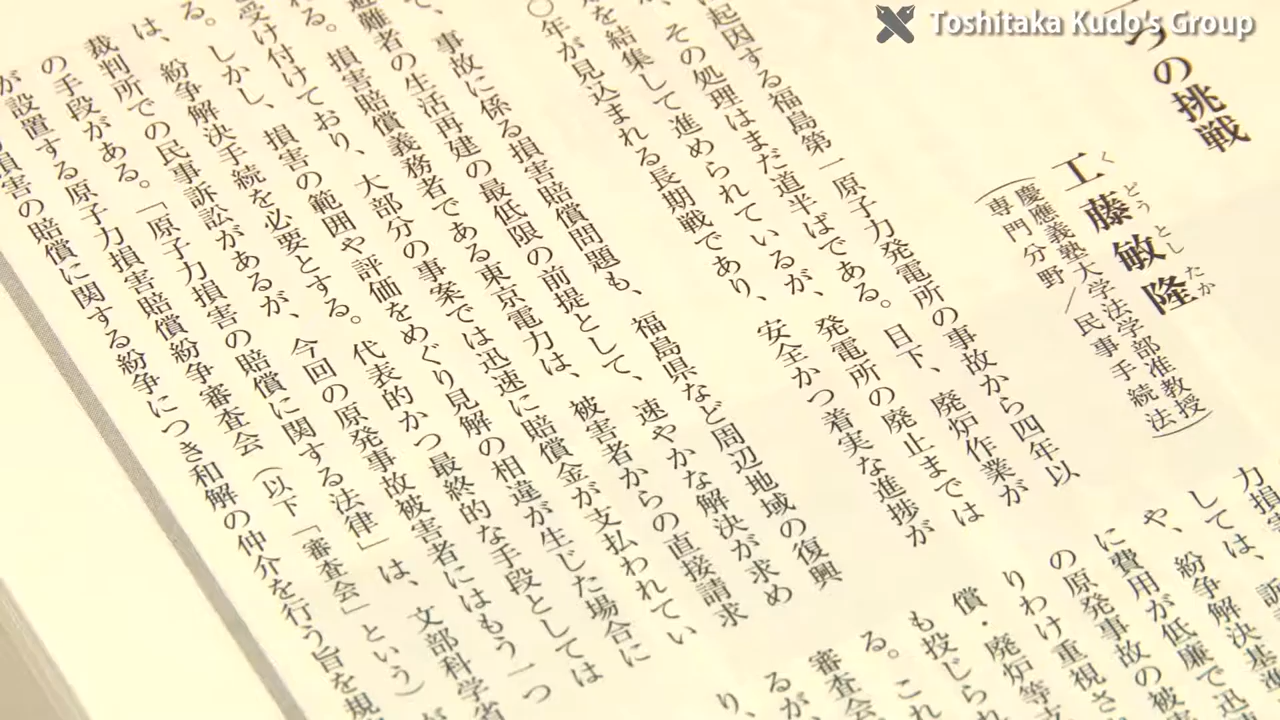 Toshitaka Kudo's Group
つの挑戦
工藤敏隆
くどうとしたか
(慶應義塾大学法学部准教授
専門分野/民事手続法)
起因する福島第一原子力発電所の事故から四年以
、その処理はまだ道半ばである。目下、廃炉作業が
を結集して進められているが、発電所の廃止までは
〇年が見込まれる長期戦であり、安全かつ着実な進捗が
福島県など周辺地域の復興
て、事故に係る損害賠償問題も、速やかな解決が求め
避難者の生活再建の最低限の前提として、被害者からの直接請求
る。損害賠償義務者である東京電力は、
受け付けており、大部分の事案では迅速に賠償金が支払われてい
る。しかし、損害の範囲や評価をめぐり見解の相違が生じた場合に
は、紛争解決手続を必要とする。代表的かつ最終的な手段としては
裁判所での民事訴訟があるが、今回の原発事故被害者にはもう一つ
の手段がある。「原子力損害の賠償に関する法律」は、文部科学省
が設置する原子力損害賠償紛争審査会(以下「審査会」という)が
損害の賠償に関する紛争につき和解の仲介を行う旨を規
力損害
しては、訴
や、紛争解決基準
に費用が低廉で迅
の原発事故の被
りわけ重視さ
償・廃炉等
も投じられ
る。これ
審査会
るが
り、